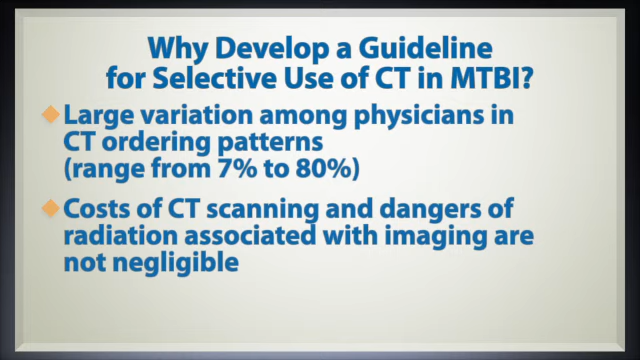 Why Develop a Guideline
for Selective Use of CT in MTBI?
Large variation among physicians in
CT ordering patterns
(range from 7% to 80%)
Costs of CT scanning and dangers of
radiation associated with imaging are
not negligible